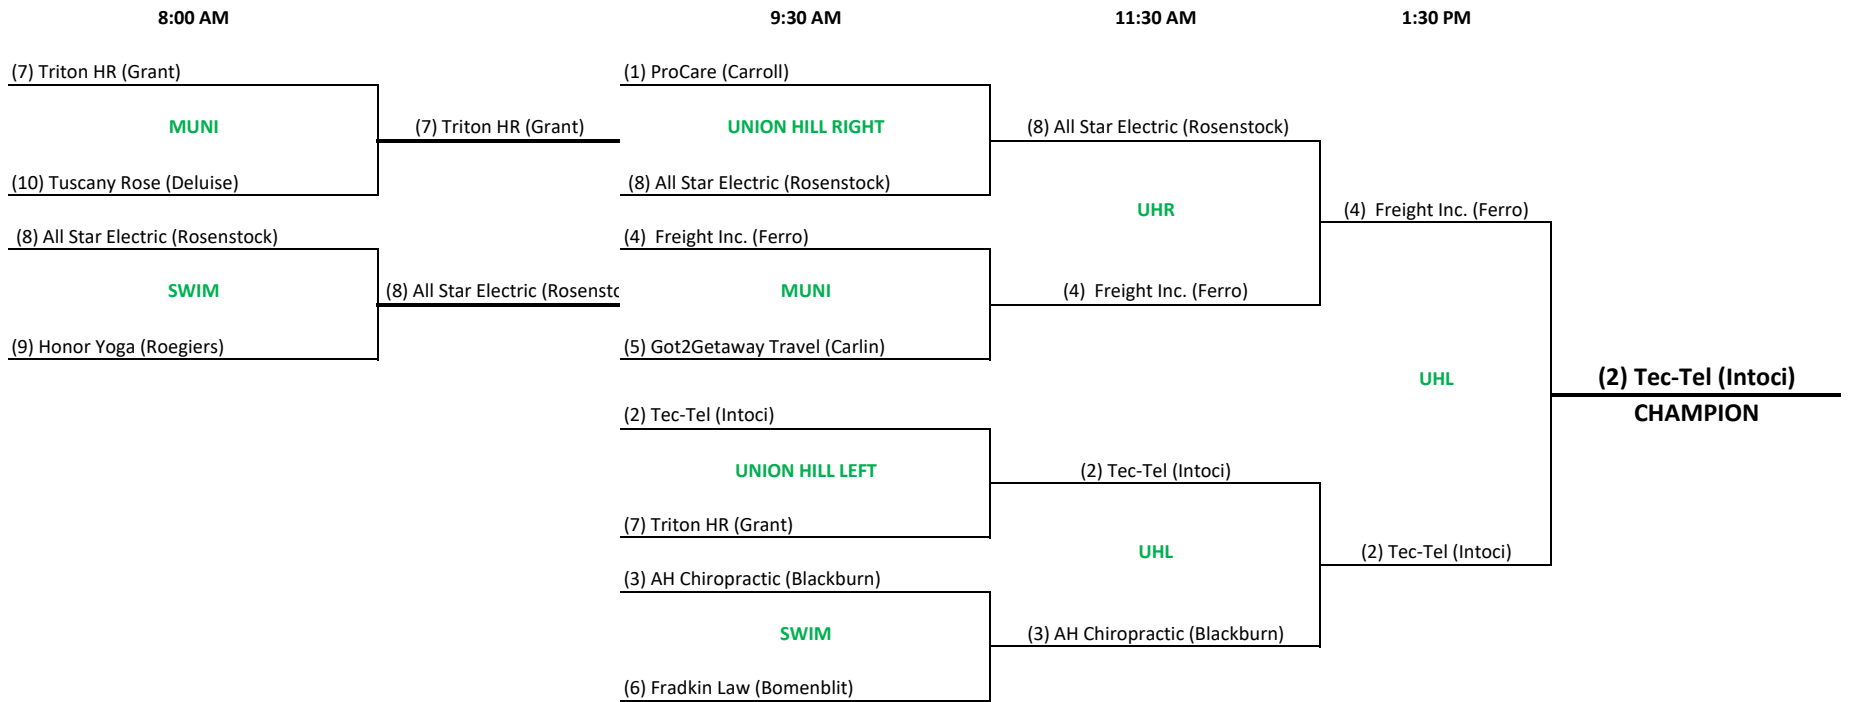 8:00 AM 9:30 AM 11:30 AM 1:30 PM
(7) Triton HR (Grant) (1) ProCare (Carroll)
MUNI (7) Triton HR (Grant) UNION HILL RIGHT (8) All Star Electric (Rosenstock)
(10) Tuscany Rose (Deluise) (8) All Star Electric (Rosenstock)
UHR (4) Freight Inc. (Ferro)
(8) All Star Electric (Rosenstock) (4) Freight Inc. (Ferro)
SWIM (8) All Star Electric (Rosenstc MUNI (4) Freight Inc. (Ferro)
(9) Honor Yoga (Roegiers) (5) Got2Getaway Travel (Carlin)
UHL (2) Tec-Tel (Intoci)
CHAMPION
(2) Tec-Tel (Intoci)
UNION HILL LEFT (2) Tec-Tel (Intoci)
(7) Triton HR (Grant)
UHL (2) Tec-Tel (Intoci)
(3) AH Chiropractic (Blackburn)
SWIM (3) AH Chiropractic (Blackburn)
(6) Fradkin Law (Bomenblit)